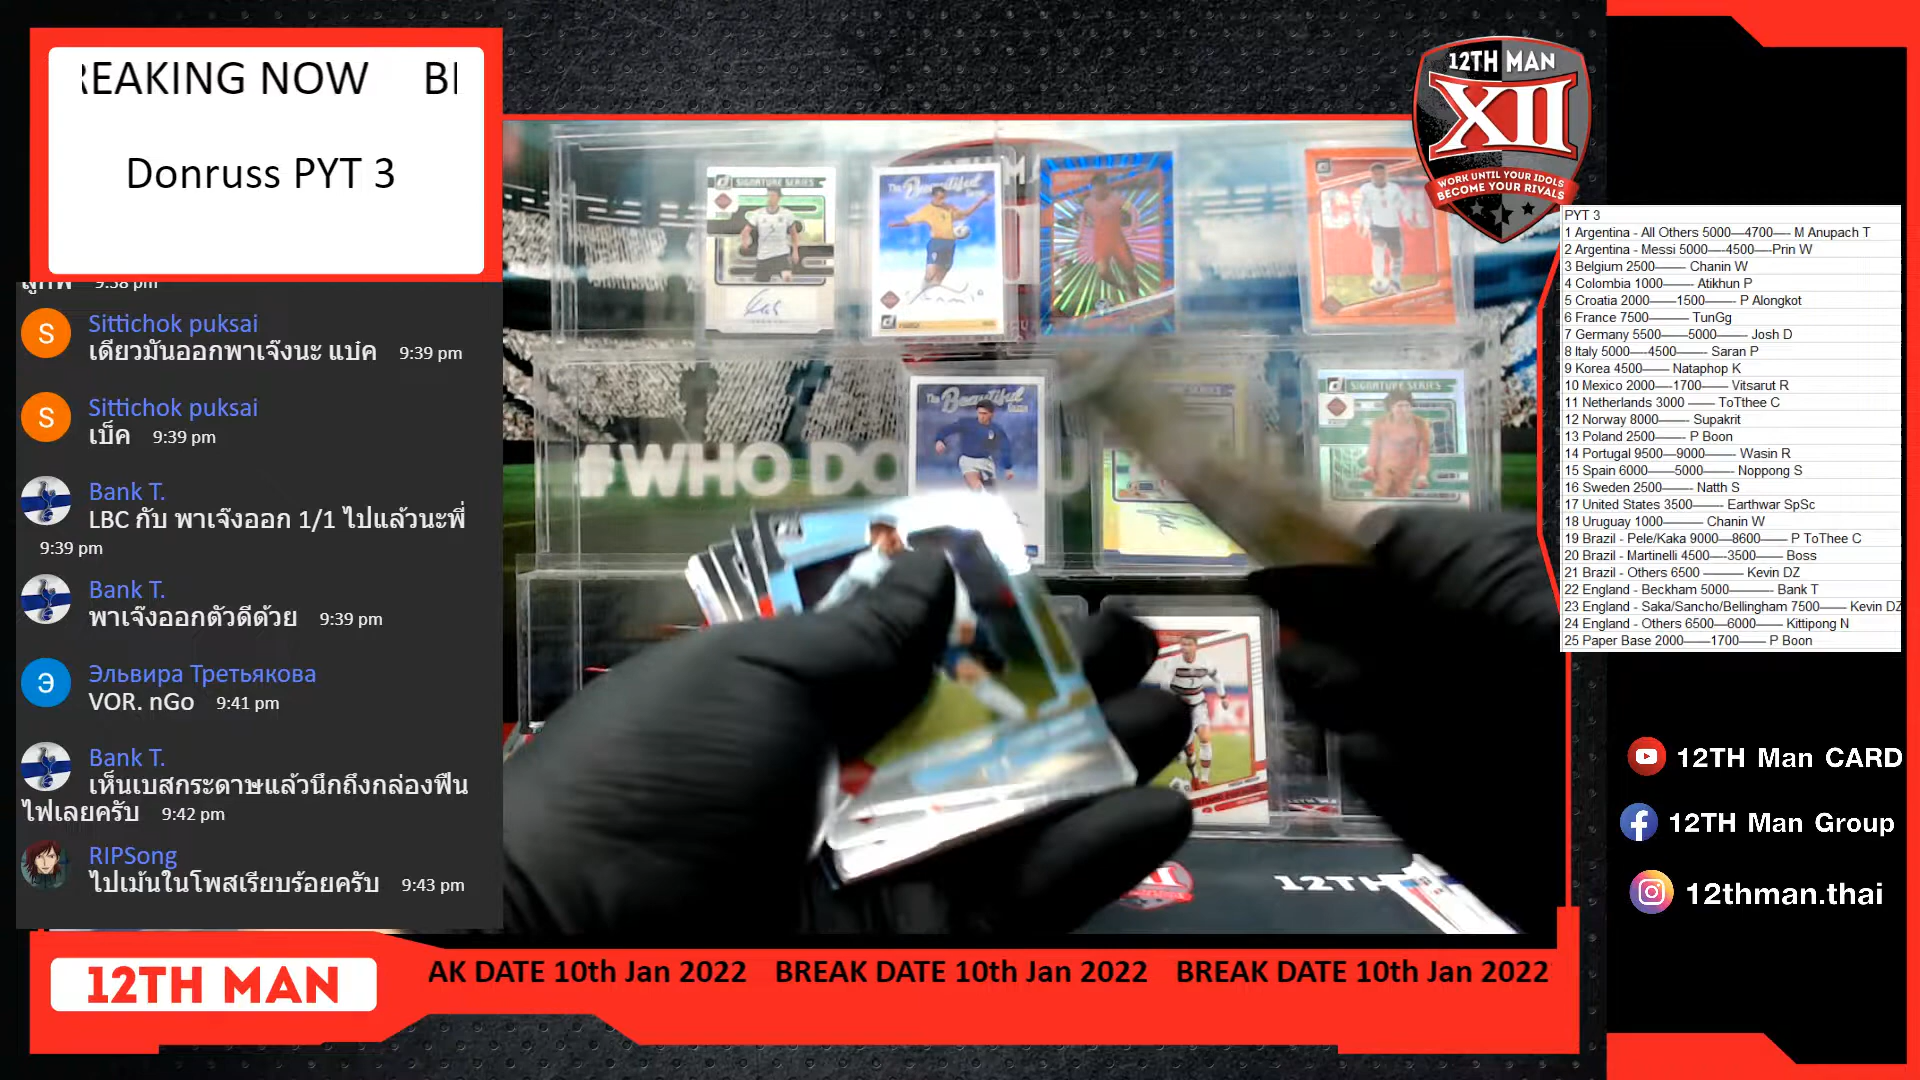 REAKING NOW
Donruss PYT 3
9:38 pm
Sittichok puksai
เดียวมันออกพาเจ๊งนะ แบ๋ค 9:39 pm
Sittichok puksai
เบ็ค 9:39 pm
Bank T.
LBC กับ พาเจ๊งออก 1/1 ไปแล้วนะพี่
9:39 pm
Bank T.
พาเจ๊งออกตัวดีด้วย 9:39 pm
Эльвира Третьякова
VOR. nGo 9:41 pm
Bank T.
เห็นเบสกระดาษแล้วนึกถึงกล่องฟืน
ไฟเลยครับ 9:42 pm
RIPSong
ไปเม้นในโพสเรียบร้อยครับ 9:43 pm
SIGNATURE SERIES
The Beautiful
SIGNATURE SERIES
The Beautiful Game
#WHO DO U
12TH
12TH MAN
XII
WORK UNTIL YOUR IDOLS
BECOME YOUR RIVALS
PYT 3
1 Argentina - All Others 5000----4700---- M Anupach T
2 Argentina - Messi 5000----4500----Prin W
3 Belgium 2500------ Chanin W
4 Colombia 1000------ Atikhun P
5 Croatia 2000-----1500------ P Alongkot
6 France 7500-------- TunGg
7 Germany 5500-----5000------ Josh D
8 Italy 5000----4500------- Saran P
9 Korea 4500------ Nataphop K
10 Mexico 2000----1700----- Vitsarut R
11 Netherlands 3000 ----- ToTthee C
12 Norway 8000------- Supakrit
13 Poland 2500------ P Boon
14 Portugal 9500---9000------ Wasin R
15 Spain 6000-----5000------ Noppong S
16 Sweden 2500------ Natth S
17 United States 3500------ Earthwar SpSc
18 Uruguay 1000-------- Chanin W
19 Brazil - Pele/Kaka 9000----8600----- P ToThee C
20 Brazil - Martinelli 4500----3500----- Boss
21 Brazil - Others 6500 -------- Kevin DZ
22 England - Beckham 5000--------- Bank T
23 England - Saka/Sancho/Bellingham 7500----- Kevin DZ
24 England - Others 6500----6000------ Kittipong N
25 Paper Base 2000-----1700----- P Boon
12TH Man CARD
12TH Man Group
12thman.thai
12TH MAN
AK DATE 10th Jan 2022 BREAK DATE 10th Jan 2022 BREAK DATE 10th Jan 2022